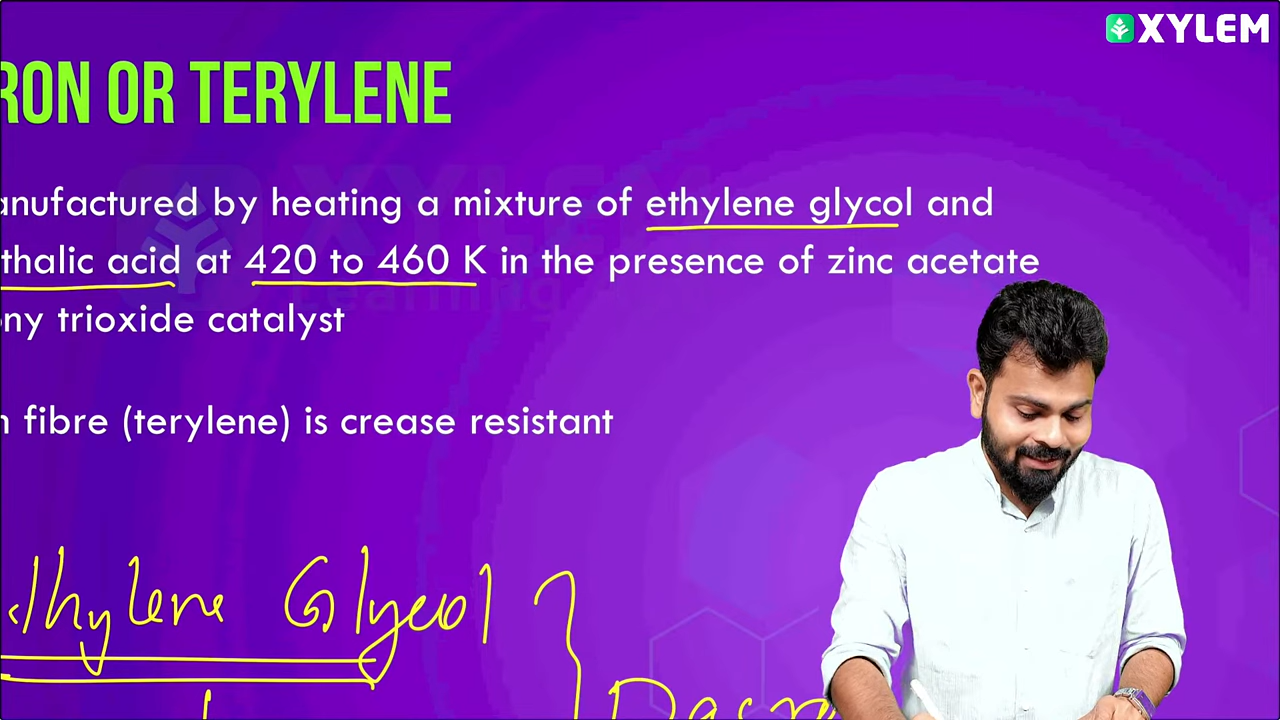 XYLEM
RON OR TERYLENE
anufactured by heating a mixture of ethylene glycol and
thalic acid at 420 to 460 K in the presence of zinc acetate
ony trioxide catalyst
n fibre (terylene) is crease resistant
thylene Glycol
Dacro